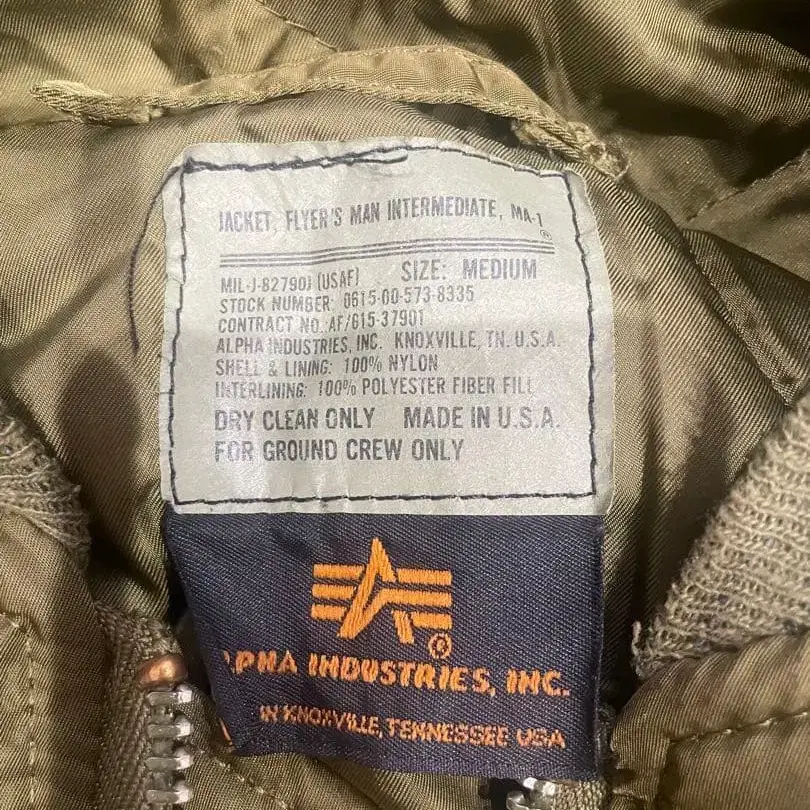 JACKET, FLYER'S MAN INTERMEDIATE, MA-1
®
MIL-J-82790J (USAF) SIZE: MEDIUM
STOCK NUMBER: 0615-00-573-8335
CONTRACT NO. AF/615-37901
ALPHA INDUSTRIES, INC. KNOXVILLE, TN. U.S.A.
SHELL & LINING: 100% NYLON
INTERLINING: 100% POLYESTER FIBER FILL
DRY CLEAN ONLY MADE IN U.S.A.
FOR GROUND CREW ONLY
®
ALPHA INDUSTRIES, INC.
IN KNOXVILLE, TENNESSEE USA